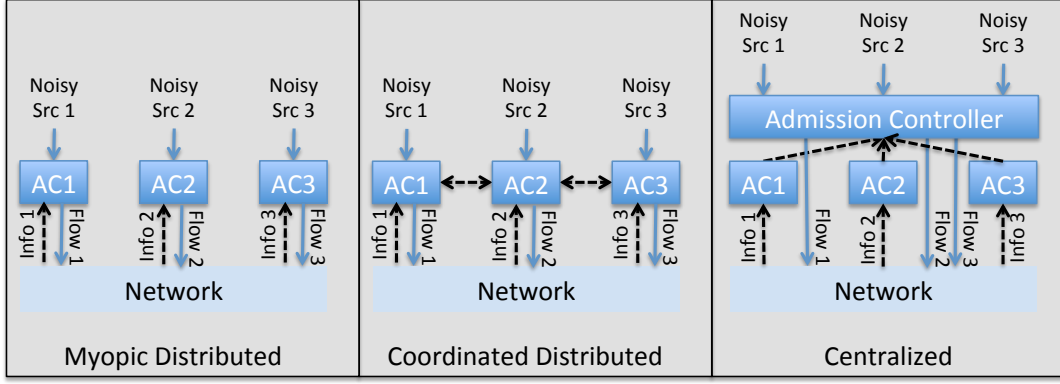 Noisy
Src 1
Noisy
Src 2
Noisy
Src 3
AC1
AC2
AC3
Info 1
Flow 1
Info 2
Flow 2
Info 3
Flow 3
Network
Myopic Distributed
Noisy
Src 1
Noisy
Src 2
Noisy
Src 3
AC1
AC2
AC3
Info 1
Flow 1
Info 2
Flow 2
Info 3
Flow 3
Network
Coordinated Distributed
Noisy
Src 1
Noisy
Src 2
Noisy
Src 3
Admission Controller
AC1
AC2
AC3
Info 1
Flow 1
Info 2
Flow 2
Flow 3
Info 3
Network
Centralized